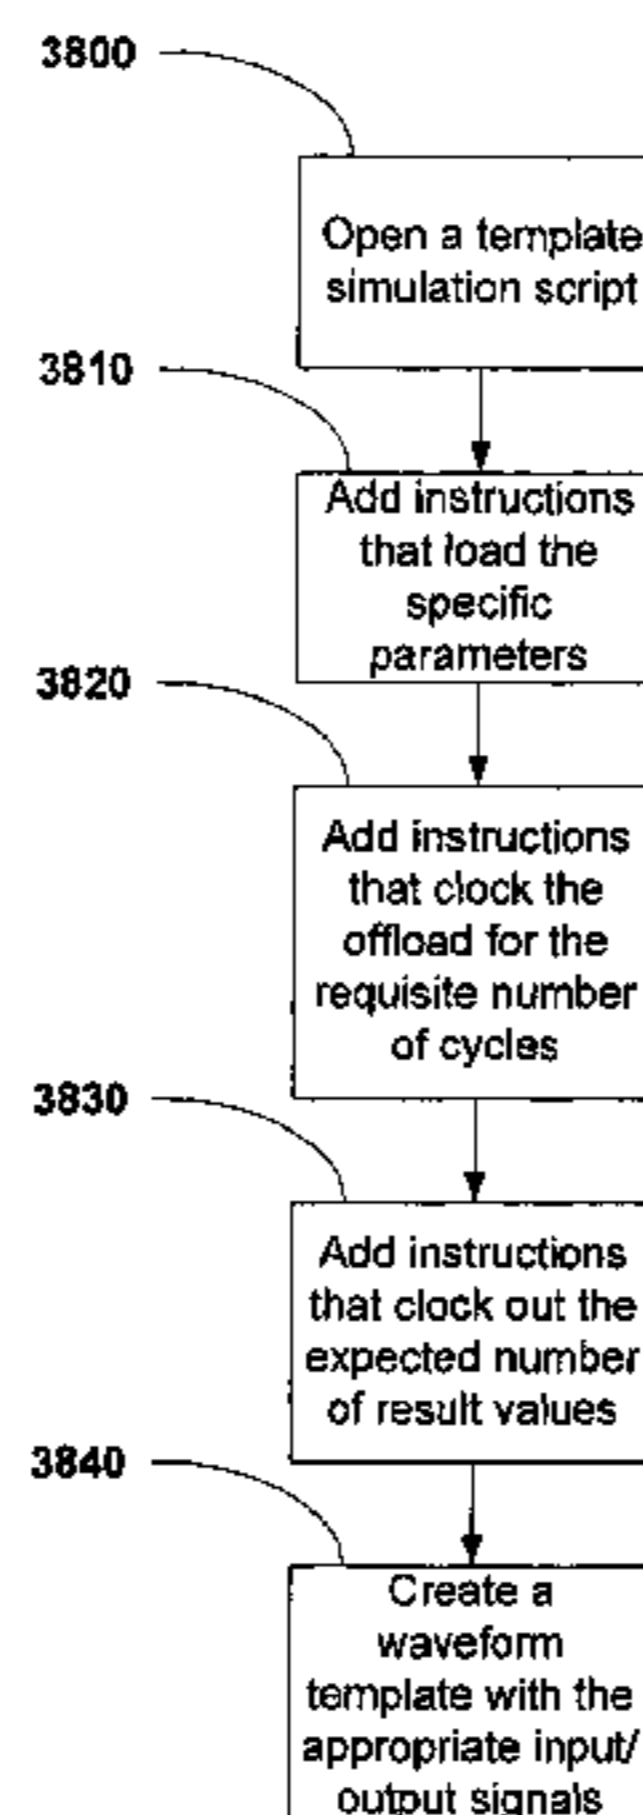 3800
Open a template
simulation script
3810
Add instructions
that load the
specific
parameters
3820
Add instructions
that clock the
offload for the
requisite number
of cycles
3830
Add instructions
that clock out the
expected number
of result values
3840
Create a
waveform
template with the
appropriate input/
output signals